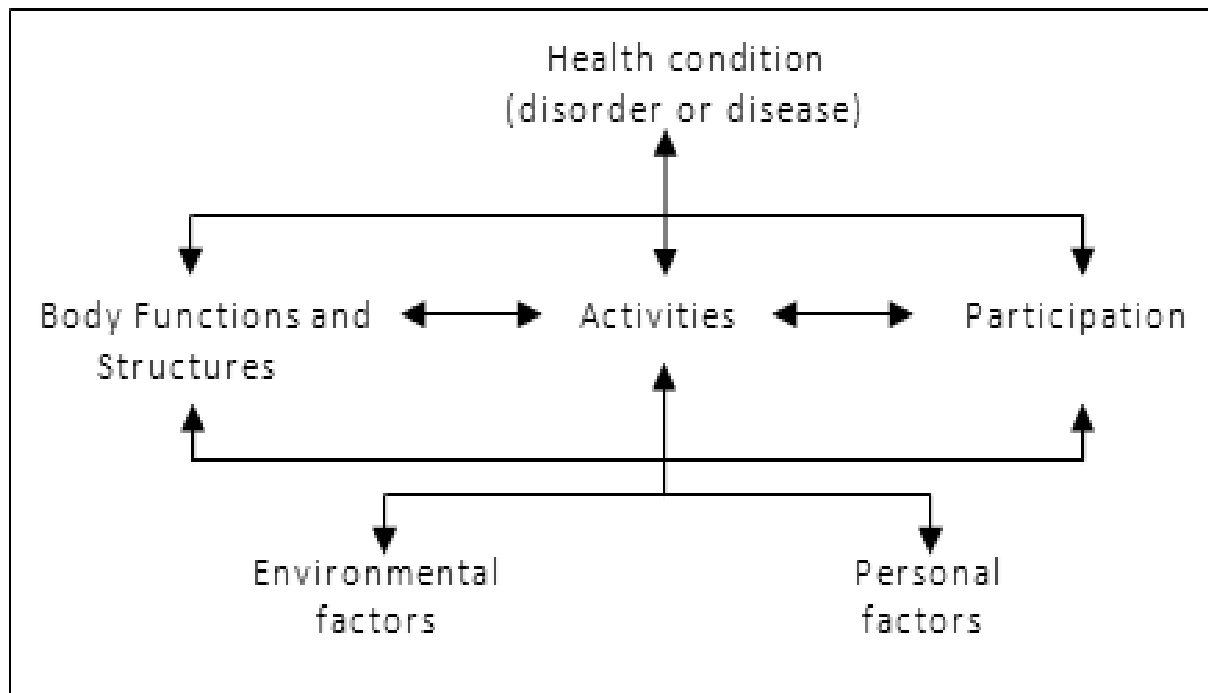 Health condition
(disorder or disease)
Body Functions and
Structures
Activities
Participation
Environmental
factors
Personal
factors